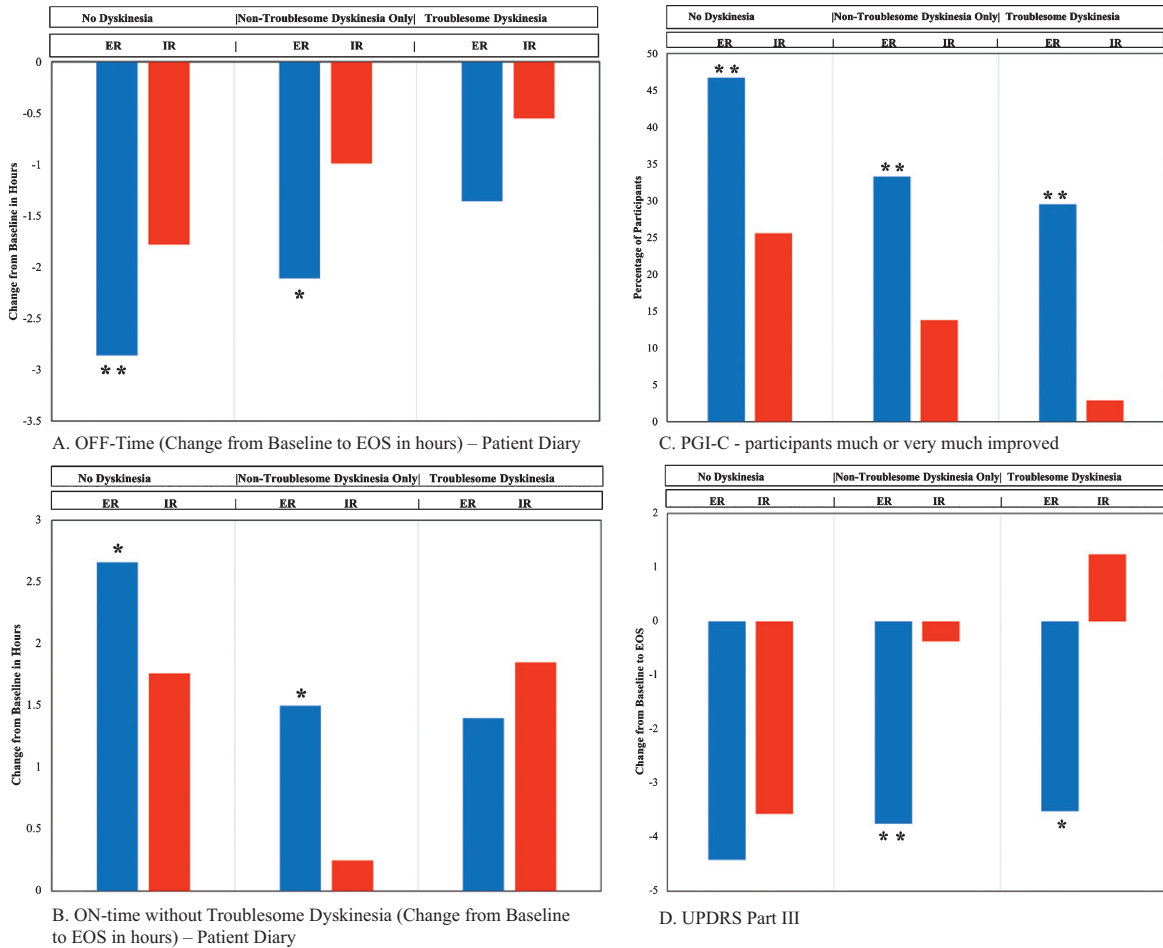 No Dyskinesia |Non-Troublesome Dyskinesia Only| Troublesome Dyskinesia
ER IR | ER IR | ER IR
0
-0.5
-1
-1.5
-2
-2.5
-3
-3.5
Change from Baseline in Hours
* *
*
A. OFF-Time (Change from Baseline to EOS in hours) – Patient Diary
No Dyskinesia |Non-Troublesome Dyskinesia Only| Troublesome Dyskinesia
ER IR | ER IR | ER IR
3
2.5
2
1.5
1
0.5
0
Change from Baseline in Hours
*
*
B. ON-time without Troublesome Dyskinesia (Change from Baseline
to EOS in hours) – Patient Diary
No Dyskinesia |Non-Troublesome Dyskinesia Only| Troublesome Dyskinesia
ER IR | ER IR | ER IR
50
45
40
35
30
25
20
15
10
5
0
Percentage of Participants
* *
* *
* *
C. PGI-C - participants much or very much improved
No Dyskinesia |Non-Troublesome Dyskinesia Only| Troublesome Dyskinesia
ER IR | ER IR | ER IR
2
1
0
-1
-2
-3
-4
-5
Change from Baseline to EOS
* *
*
D. UPDRS Part III